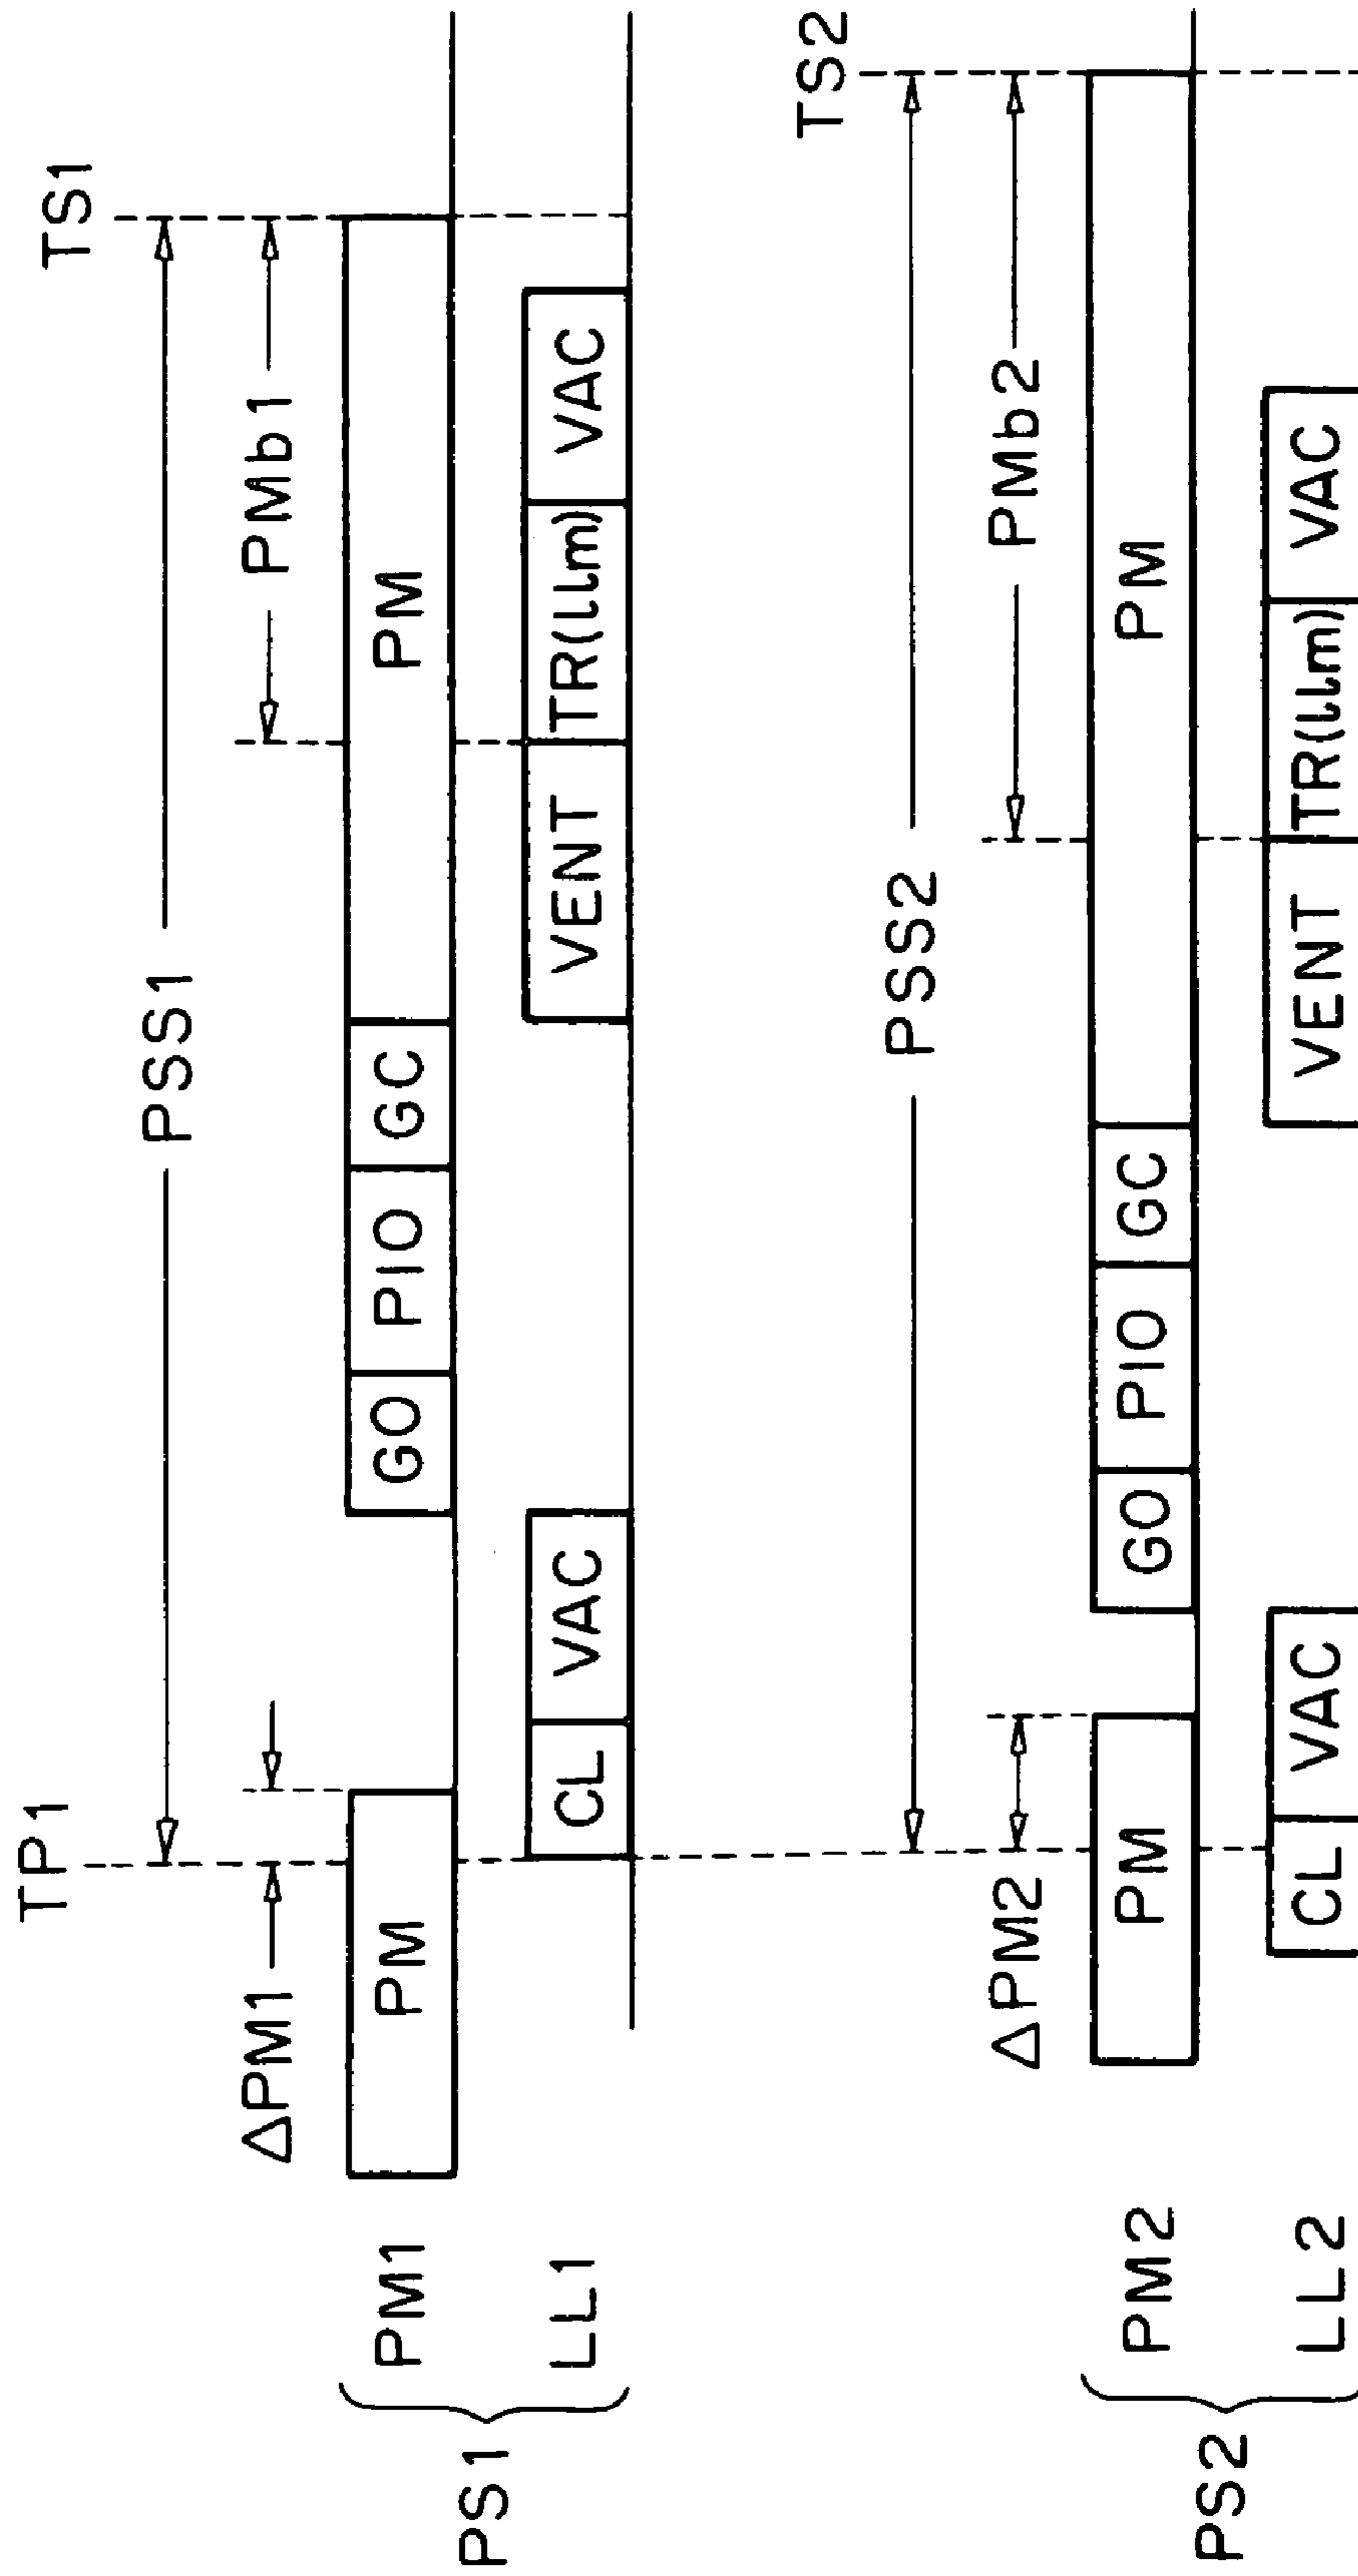 TP1
TS1
PSS1
ΔPM1
PMb1
PS1
PM1
PM
GO
PIO
GC
PM
LL1
CL
VAC
VENT
TR(llm)
VAC
TS2
PSS2
ΔPM2
PMb2
PS2
PM2
PM
GO
PIO
GC
PM
LL2
CL
VAC
VENT
TR(llm)
VAC